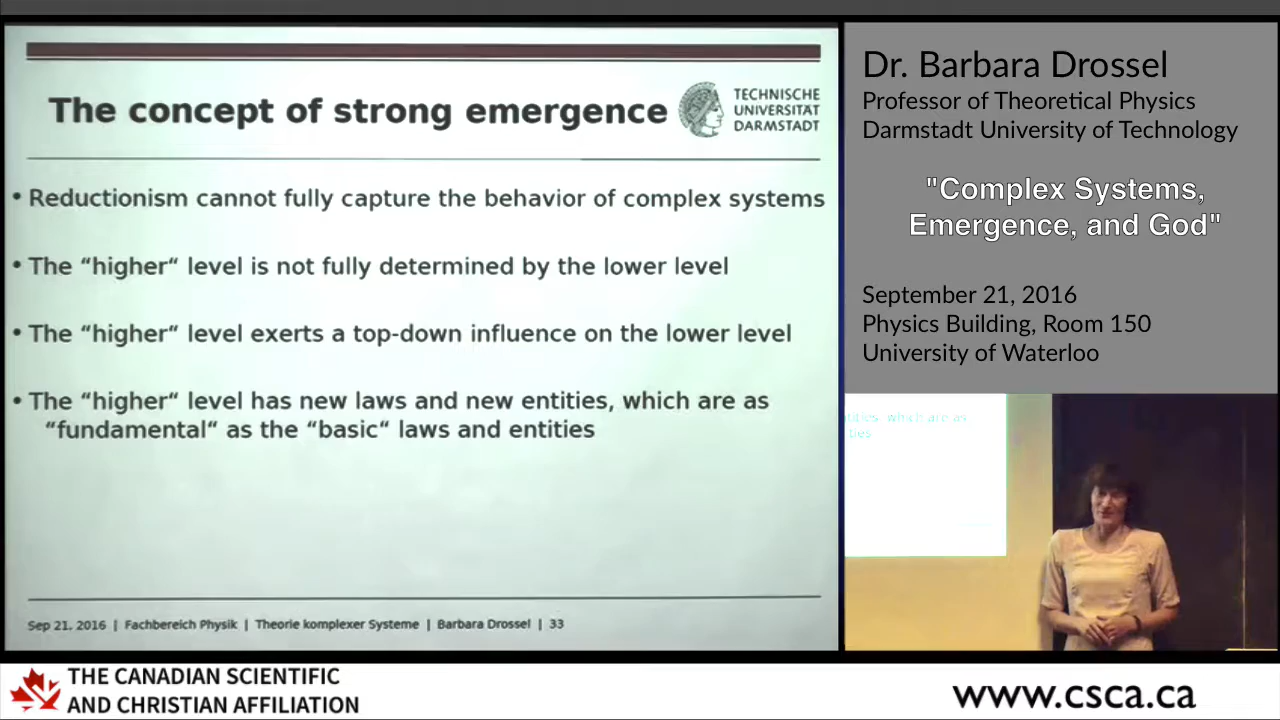 The concept of strong emergence
TECHNISCHE
UNIVERSITÄT
DARMSTADT
• Reductionism cannot fully capture the behavior of complex systems
• The “higher“ level is not fully determined by the lower level
• The “higher“ level exerts a top-down influence on the lower level
• The “higher“ level has new laws and new entities, which are as
“fundamental“ as the “basic“ laws and entities
Sep 21, 2016 | Fachbereich Physik | Theorie komplexer Systeme | Barbara Drossel | 33
Dr. Barbara Drossel
Professor of Theoretical Physics
Darmstadt University of Technology
"Complex Systems,
Emergence, and God"
September 21, 2016
Physics Building, Room 150
University of Waterloo
which are as
THE CANADIAN SCIENTIFIC
AND CHRISTIAN AFFILIATION
www.csca.ca